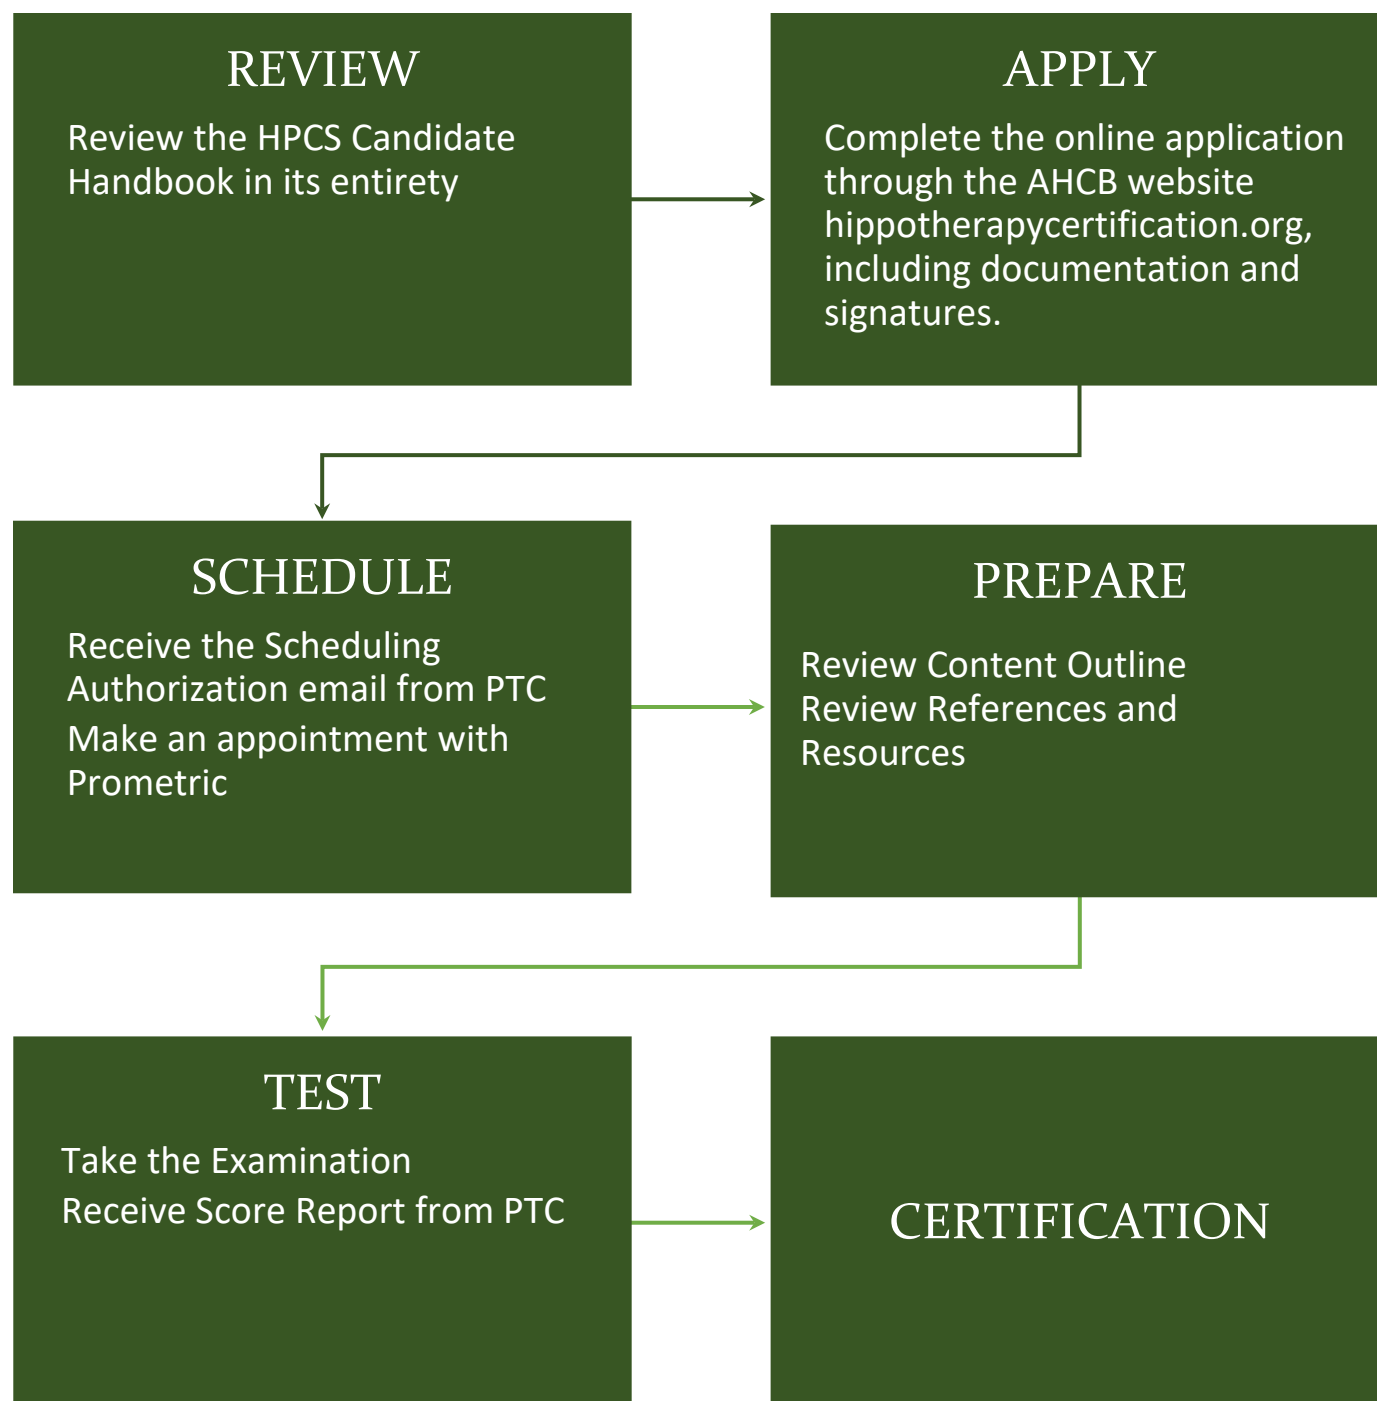 REVIEW
Review the HPCS Candidate
Handbook in its entirety
APPLY
Complete the online application
through the AHCB website
hippotherapycertification.org,
including documentation and
signatures.
SCHEDULE
Receive the Scheduling
Authorization email from PTC
Make an appointment with
Prometric
PREPARE
Review Content Outline
Review References and
Resources
TEST
Take the Examination
Receive Score Report from PTC
CERTIFICATION